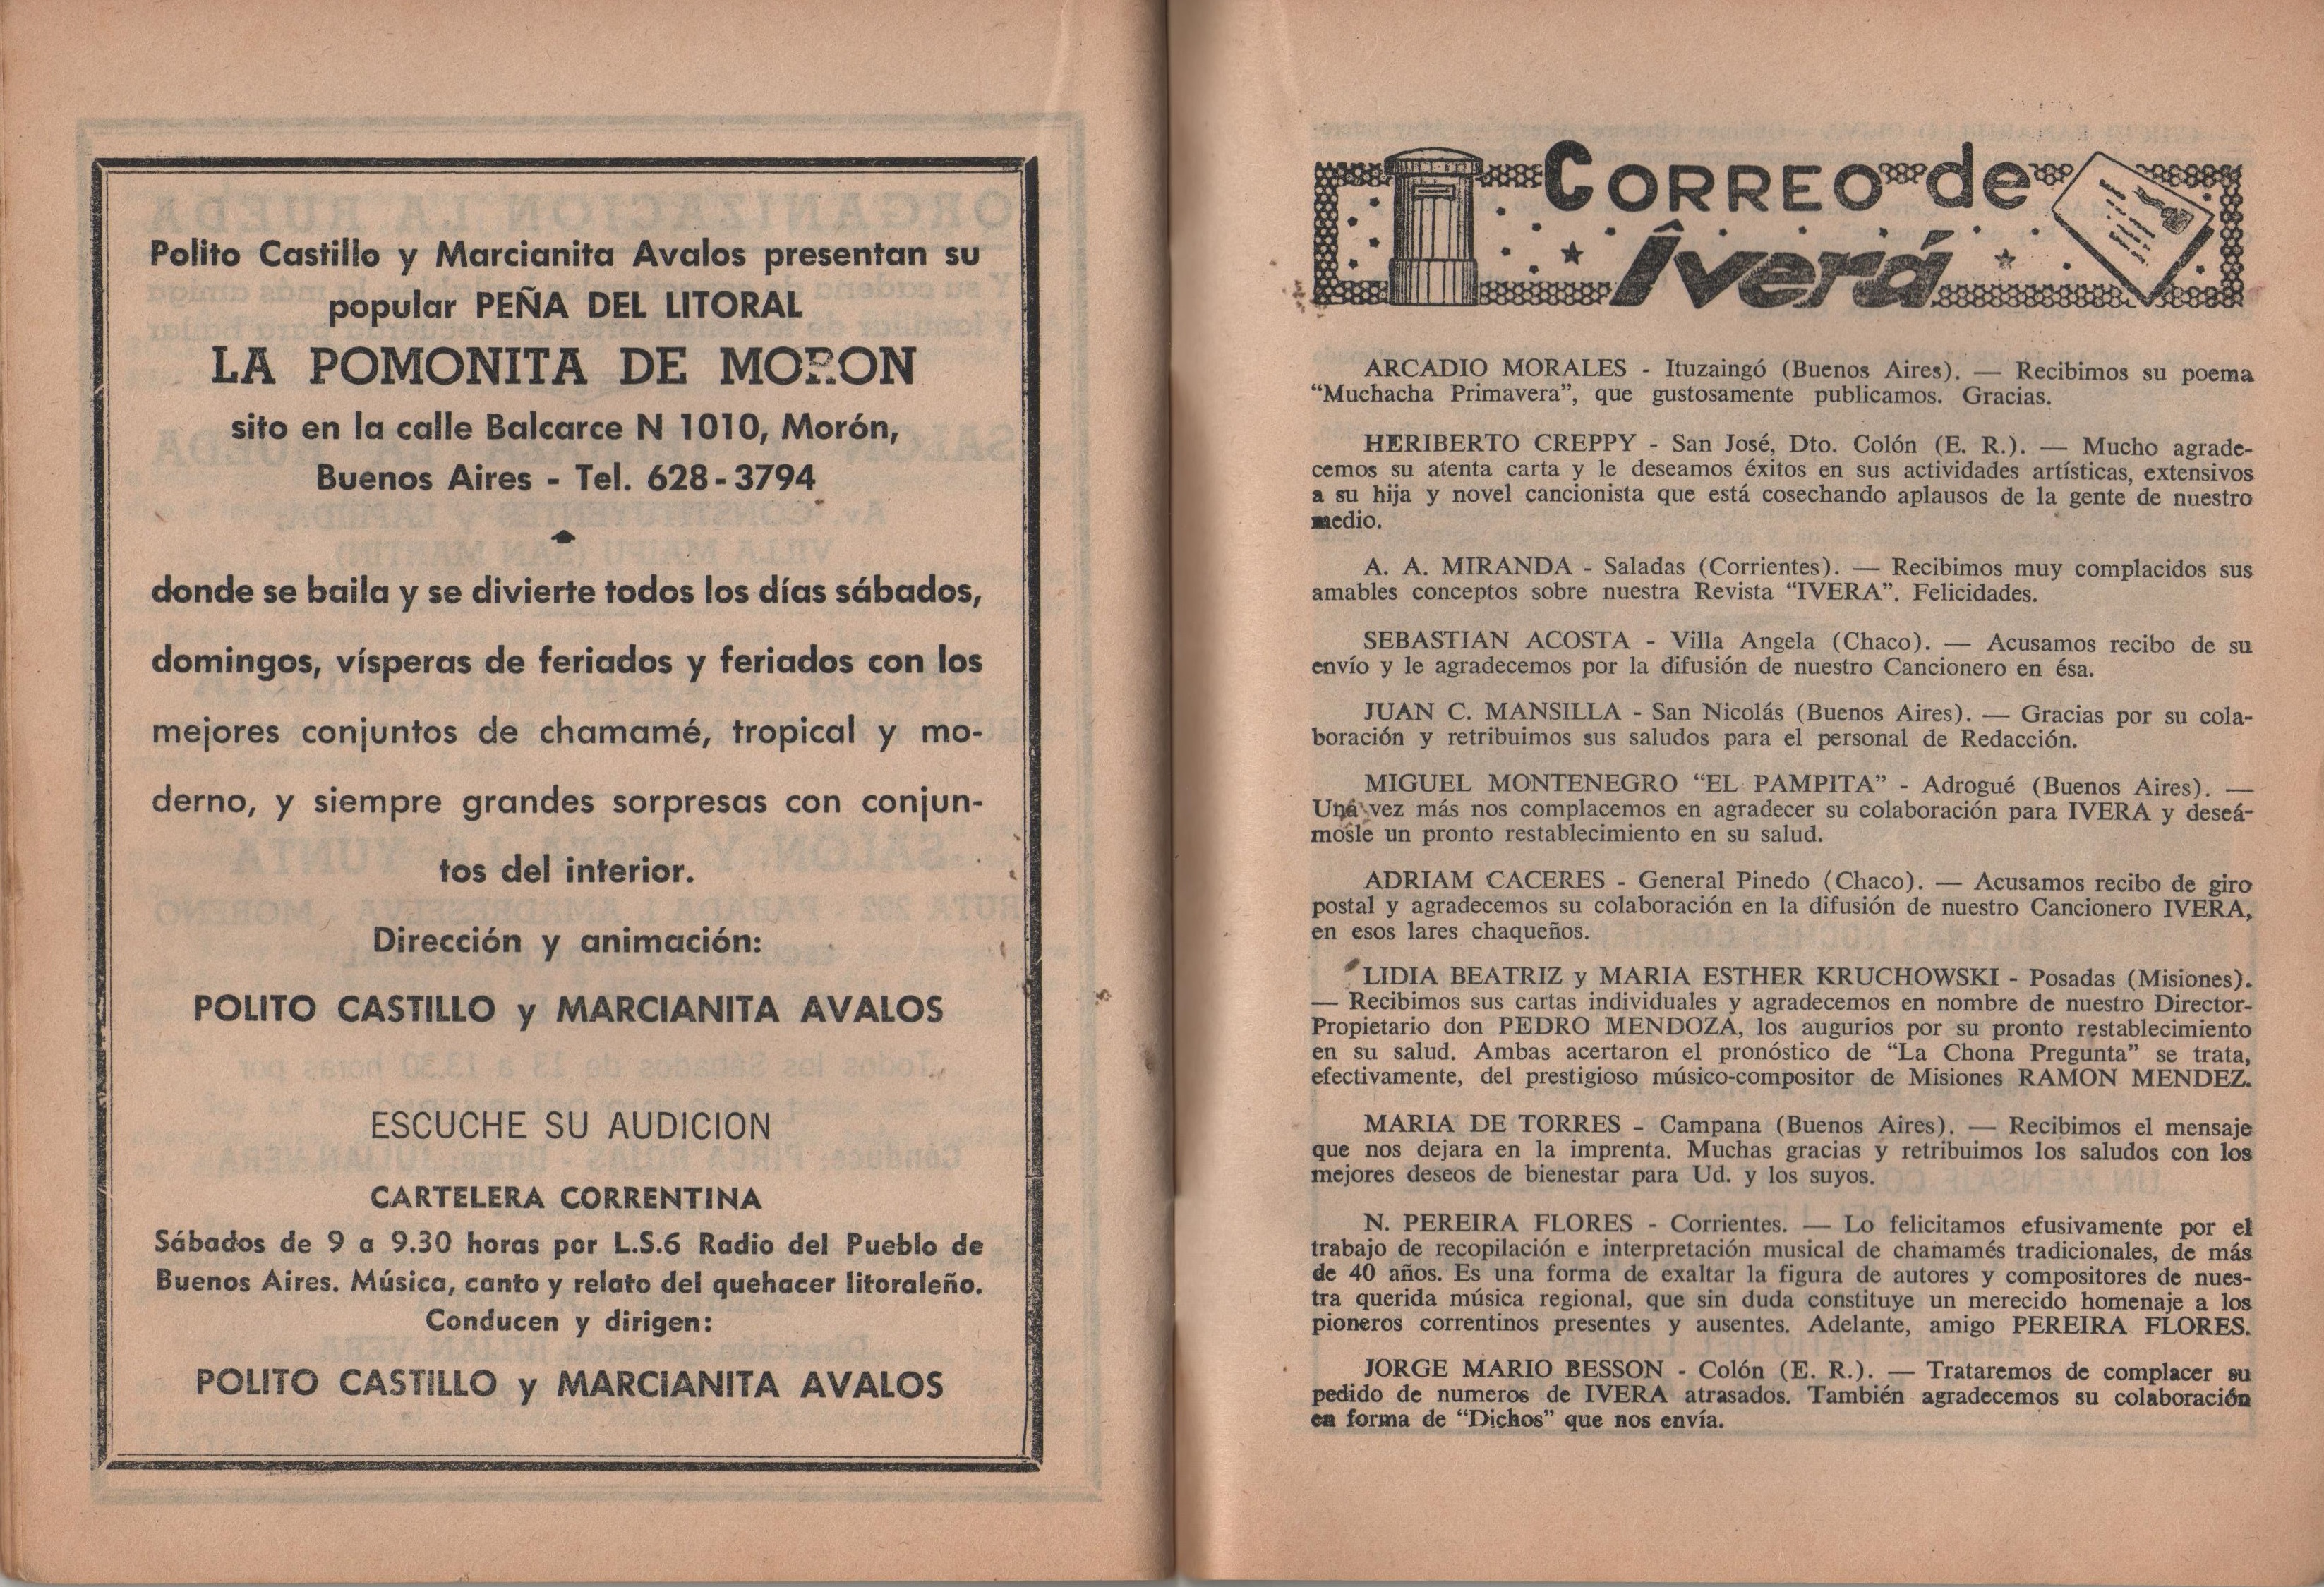 Polito Castillo y Marcianita Avalos presentan su
popular PEÑA DEL LITORAL
LA POMONITA DE MORON
sito en la calle Balcarce N 1010, Morón,
Buenos Aires - Tel. 628-3794
donde se baila y se divierte todos los días sábados,
domingos, vísperas de feriados y feriados con los
mejores conjuntos de chamamé, tropical y mo-
derno, y siempre grandes sorpresas con conjun-
tos del interior.
Dirección y animación:
POLITO CASTILLO y MARCIANITA AVALOS
ESCUCHE SU AUDICION
CARTELERA CORRENTINA
Sábados de 9 a 9.30 horas por L.S.6 Radio del Pueblo de
Buenos Aires. Música, canto y relato del quehacer litoraleño.
Conducen y dirigen:
POLITO CASTILLO y MARCIANITA AVALOS
CORREO de
Îverá
ARCADIO MORALES - Ituzaingó (Buenos Aires). — Recibimos su poema
“Muchacha Primavera”, que gustosamente publicamos. Gracias.
HERIBERTO CREPPY - San José, Dto. Colón (E. R.). — Mucho agrade-
cemos su atenta carta y le deseamos éxitos en sus actividades artísticas, extensivos
a su hija y novel cancionista que está cosechando aplausos de la gente de nuestro
medio.
A. A. MIRANDA - Saladas (Corrientes). — Recibimos muy complacidos sus
amables conceptos sobre nuestra Revista “IVERA”. Felicidades.
SEBASTIAN ACOSTA - Villa Angela (Chaco). — Acusamos recibo de su
envío y le agradecemos por la difusión de nuestro Cancionero en ésa.
JUAN C. MANSILLA - San Nicolás (Buenos Aires). — Gracias por su cola-
boración y retribuimos sus saludos para el personal de Redacción.
MIGUEL MONTENEGRO “EL PAMPITA” - Adrogué (Buenos Aires). —
Una vez más nos complacemos en agradecer su colaboración para IVERA y deseá-
mosle un pronto restablecimiento en su salud.
ADRIAM CACERES - General Pinedo (Chaco). — Acusamos recibo de giro
postal y agradecemos su colaboración en la difusión de nuestro Cancionero IVERA,
en esos lares chaqueños.
LIDIA BEATRIZ y MARIA ESTHER KRUCHOWSKI - Posadas (Misiones).
— Recibimos sus cartas individuales y agradecemos en nombre de nuestro Director-
Propietario don PEDRO MENDOZA, los augurios por su pronto restablecimiento
en su salud. Ambas acertaron el pronóstico de “La Chona Pregunta” se trata,
efectivamente, del prestigioso músico-compositor de Misiones RAMON MENDEZ.
MARIA DE TORRES - Campana (Buenos Aires). — Recibimos el mensaje
que nos dejara en la imprenta. Muchas gracias y retribuimos los saludos con los
mejores deseos de bienestar para Ud. y los suyos.
N. PEREIRA FLORES - Corrientes. — Lo felicitamos efusivamente por el
trabajo de recopilación e interpretación musical de chamamés tradicionales, de más
de 40 años. Es una forma de exaltar la figura de autores y compositores de nues-
tra querida música regional, que sin duda constituye un merecido homenaje a los
pioneros correntinos presentes y ausentes. Adelante, amigo PEREIRA FLORES.
JORGE MARIO BESSON - Colón (E. R.). — Trataremos de complacer su
pedido de numeros de IVERA atrasados. También agradecemos su colaboración
en forma de “Dichos” que nos envía.